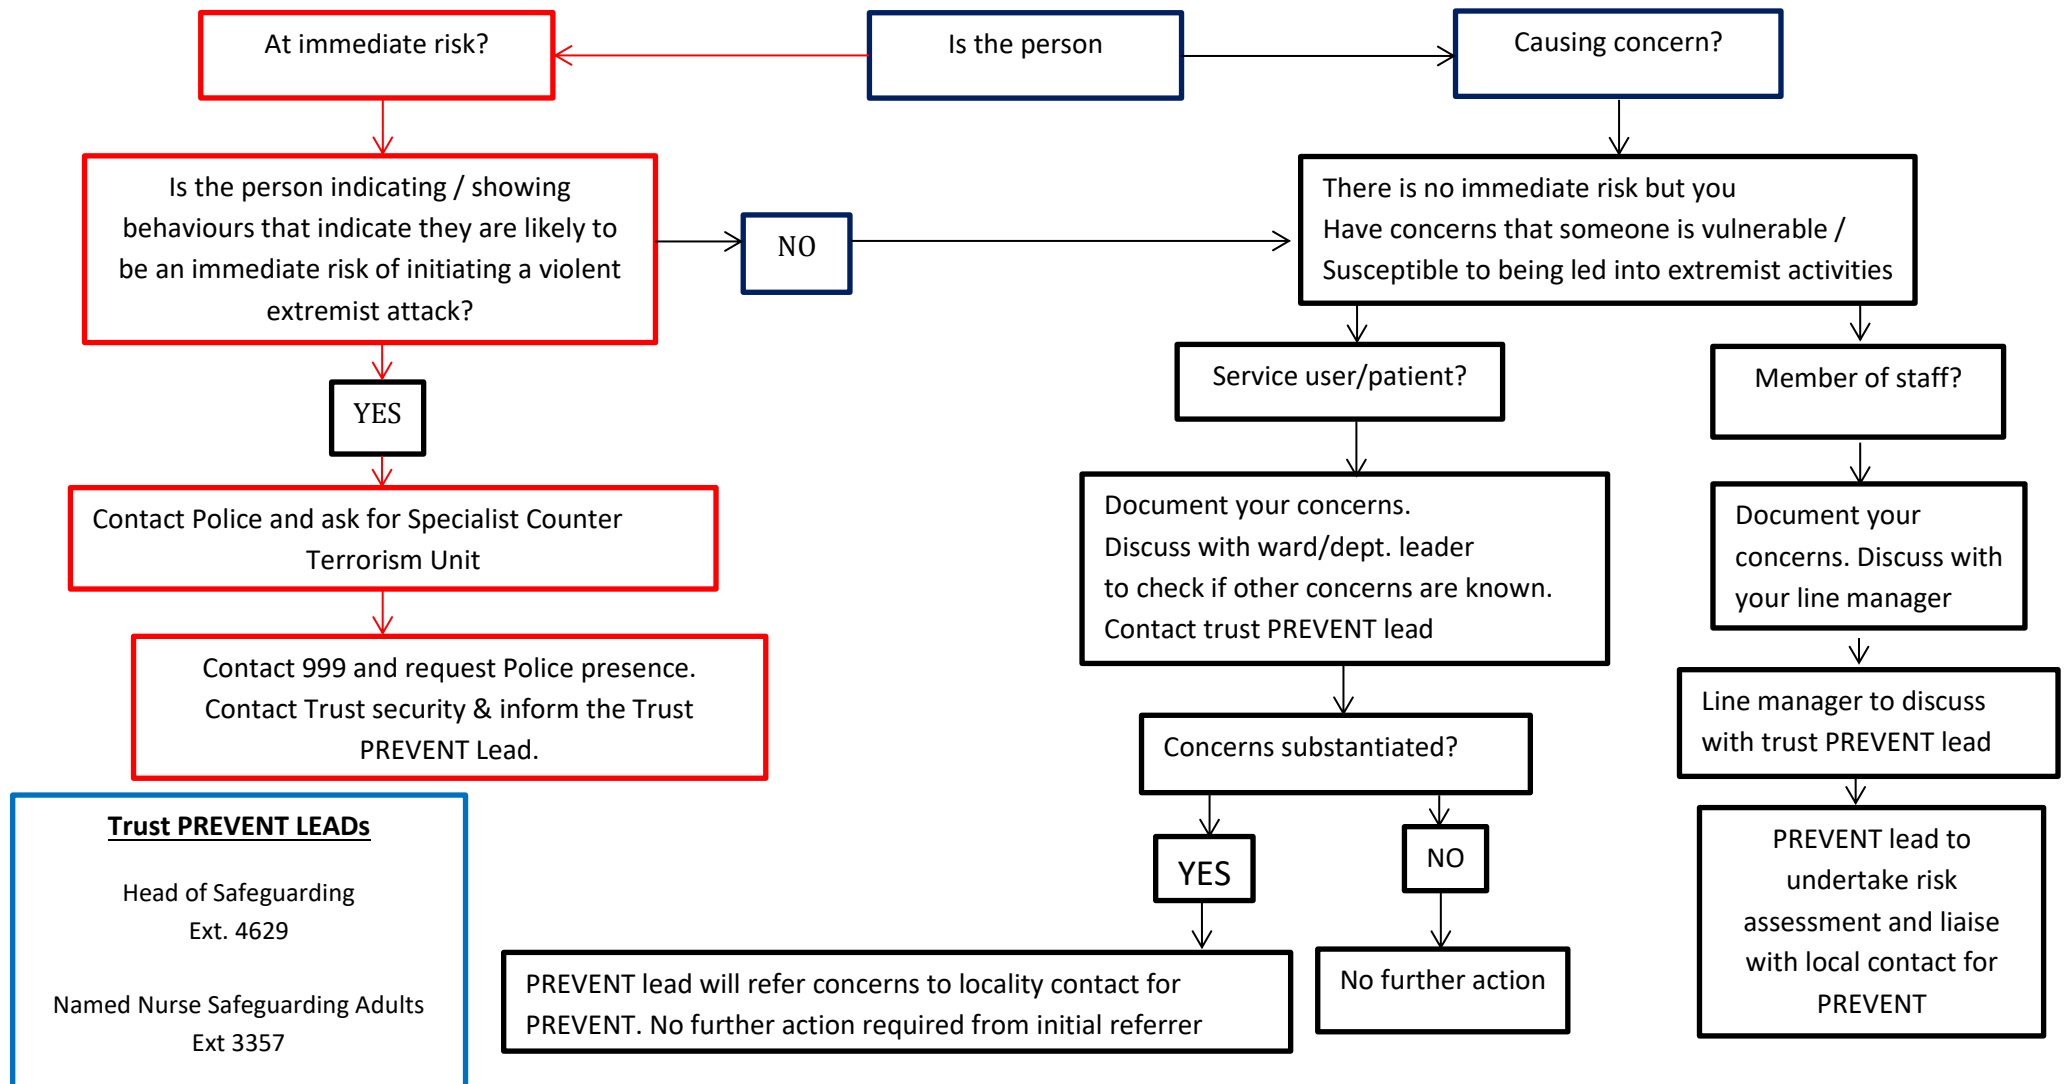 At immediate risk?
Is the person
Causing concern?
Is the person indicating / showing
behaviours that indicate they are likely to
be an immediate risk of initiating a violent
extremist attack?
NO
There is no immediate risk but you
Have concerns that someone is vulnerable /
Susceptible to being led into extremist activities
YES
Service user/patient?
Member of staff?
Contact Police and ask for Specialist Counter
Terrorism Unit
Document your concerns.
Discuss with ward/dept. leader
to check if other concerns are known.
Contact trust PREVENT lead
Document your
concerns. Discuss with
your line manager
Contact 999 and request Police presence.
Contact Trust security & inform the Trust
PREVENT Lead.
Concerns substantiated?
Line manager to discuss
with trust PREVENT lead
YES
NO
PREVENT lead to
undertake risk
assessment and liaise
with local contact for
PREVENT
PREVENT lead will refer concerns to locality contact for
PREVENT. No further action required from initial referrer
No further action
Trust PREVENT LEADs
Head of Safeguarding
Ext. 4629
Named Nurse Safeguarding Adults
Ext 3357